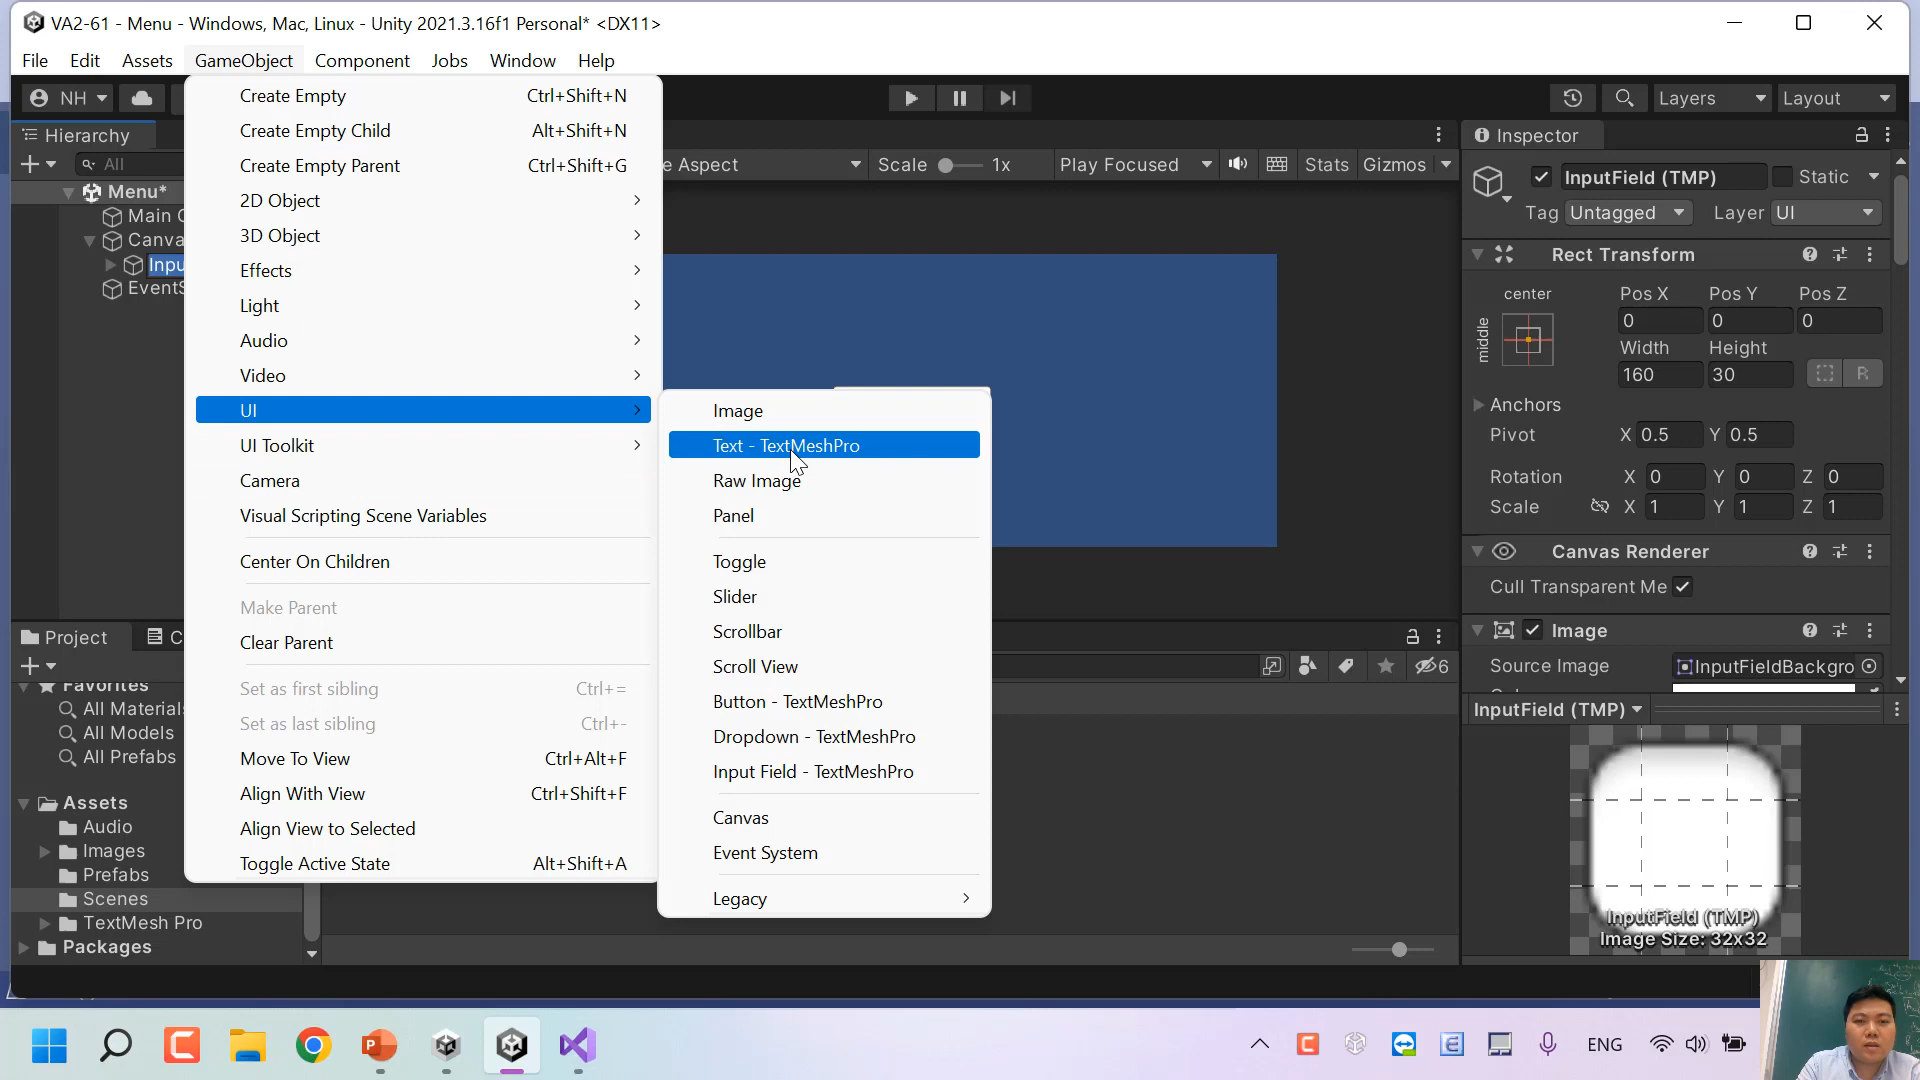 VA2-61 - Menu - Windows, Mac, Linux - Unity 2021.3.16f1 Personal* <DX11>
File Edit Assets GameObject Component Jobs Window Help
NH
Layers
Layout
Hierarchy
All
Menu*
Main C
Canva
Inpu
EventS
Create Empty Ctrl+Shift+N
Create Empty Child Alt+Shift+N
Create Empty Parent Ctrl+Shift+G
2D Object
3D Object
Effects
Light
Audio
Video
UI
UI Toolkit
Camera
Visual Scripting Scene Variables
Center On Children
Make Parent
Clear Parent
Set as first sibling Ctrl+=
Set as last sibling Ctrl+-
Move To View Ctrl+Alt+F
Align With View Ctrl+Shift+F
Align View to Selected
Toggle Active State Alt+Shift+A
Image
Text - TextMeshPro
Raw Image
Panel
Toggle
Slider
Scrollbar
Scroll View
Button - TextMeshPro
Dropdown - TextMeshPro
Input Field - TextMeshPro
Canvas
Event System
Legacy
e Aspect Scale 1x Play Focused Stats Gizmos
Inspector
InputField (TMP) Static
Tag Untagged Layer UI
Rect Transform
center
middle
Pos X Pos Y Pos Z
0 0 0
Width Height
160 30 R
Anchors
Pivot X 0.5 Y 0.5
Rotation X 0 Y 0 Z 0
Scale X 1 Y 1 Z 1
Canvas Renderer
Cull Transparent Me
Image
Source Image InputFieldBackgro
InputField (TMP)
InputField (TMP)
Image Size: 32x32
Project C
6
Favorites
All Materials
All Models
All Prefabs
Assets
Audio
Images
Prefabs
Scenes
TextMesh Pro
Packages
ENG